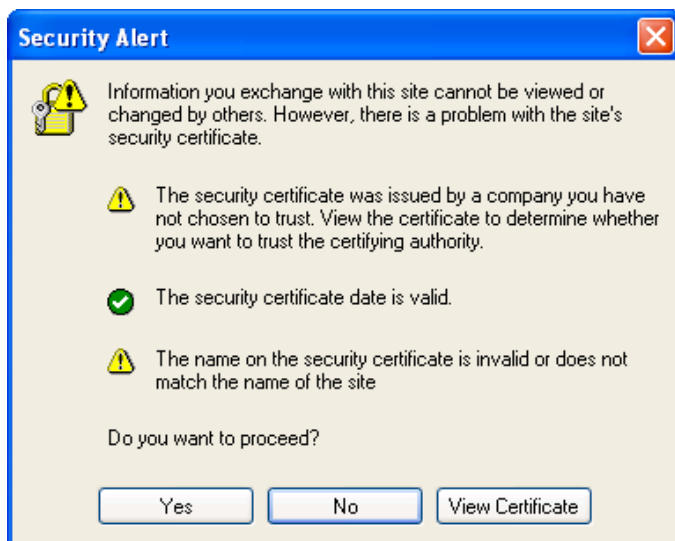 Security Alert
Information you exchange with this site cannot be viewed or
changed by others. However, there is a problem with the site's
security certificate.
The security certificate was issued by a company you have
not chosen to trust. View the certificate to determine whether
you want to trust the certifying authority.
The security certificate date is valid.
The name on the security certificate is invalid or does not
match the name of the site
Do you want to proceed?
Yes No View Certificate